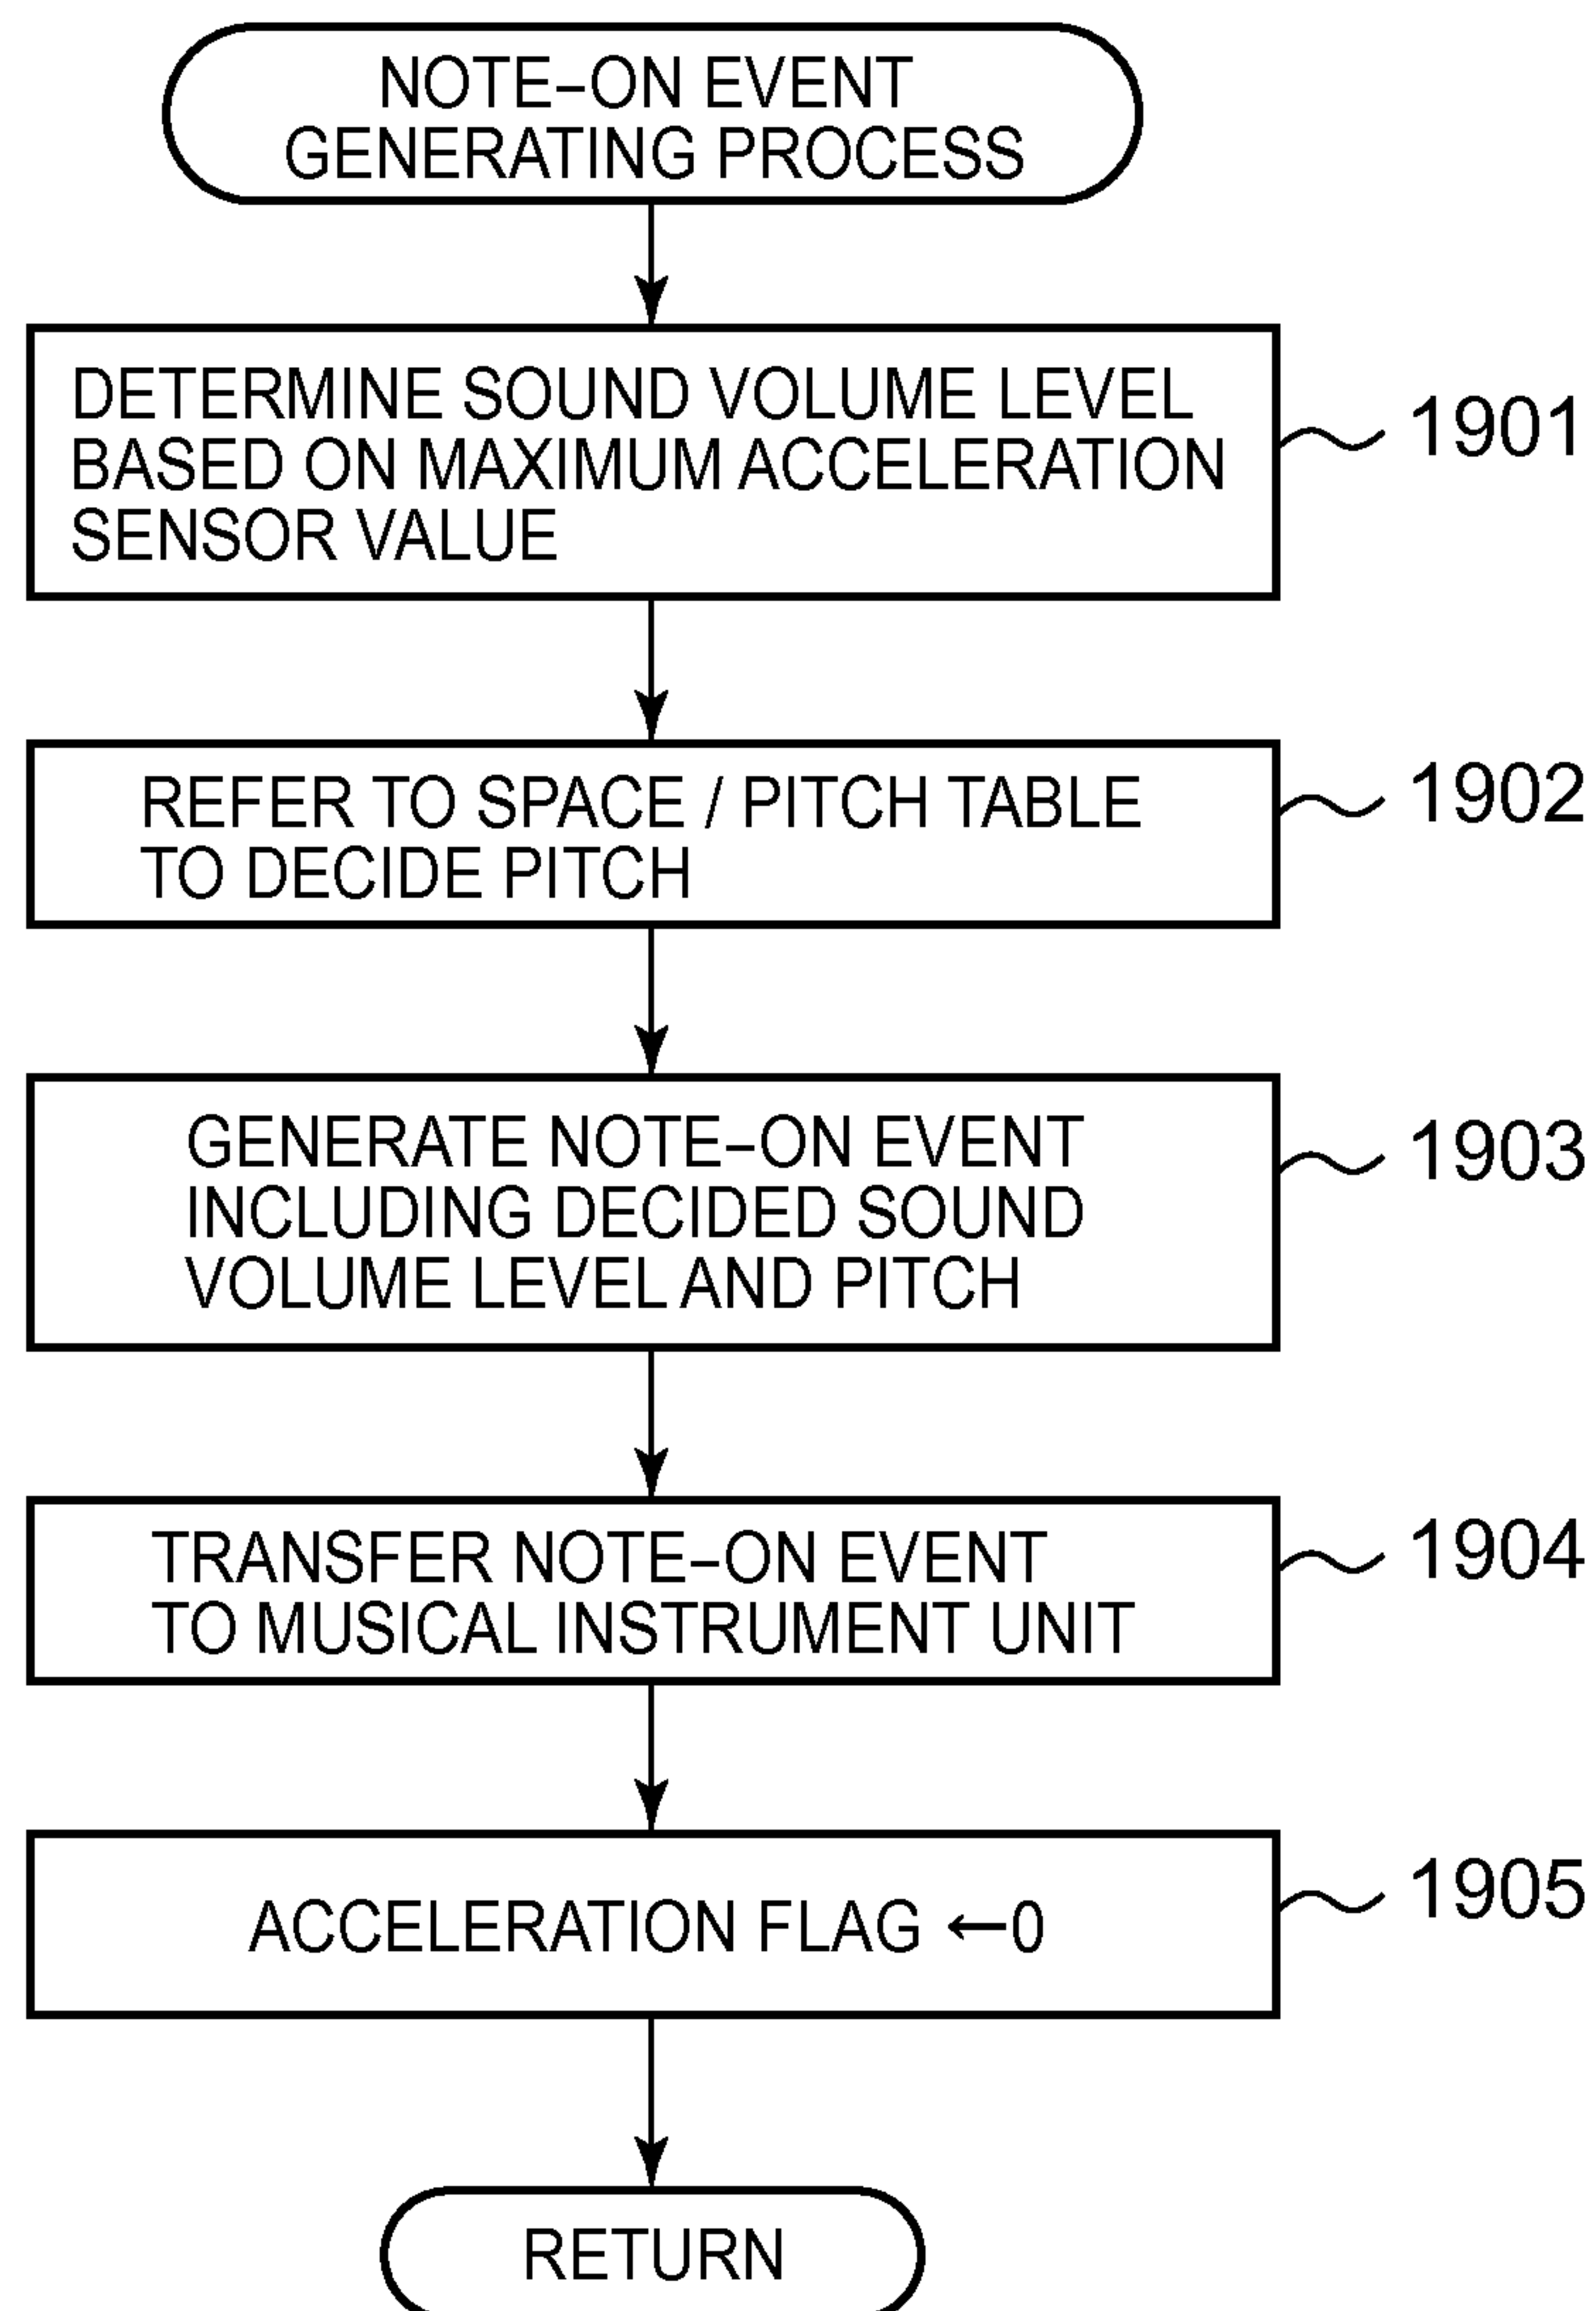 NOTE-ON EVENT
GENERATING PROCESS
DETERMINE SOUND VOLUME LEVEL
BASED ON MAXIMUM ACCELERATION
SENSOR VALUE
1901
REFER TO SPACE / PITCH TABLE
TO DECIDE PITCH
1902
GENERATE NOTE-ON EVENT
INCLUDING DECIDED SOUND
VOLUME LEVEL AND PITCH
1903
TRANSFER NOTE-ON EVENT
TO MUSICAL INSTRUMENT UNIT
1904
ACCELERATION FLAG ←0
1905
RETURN